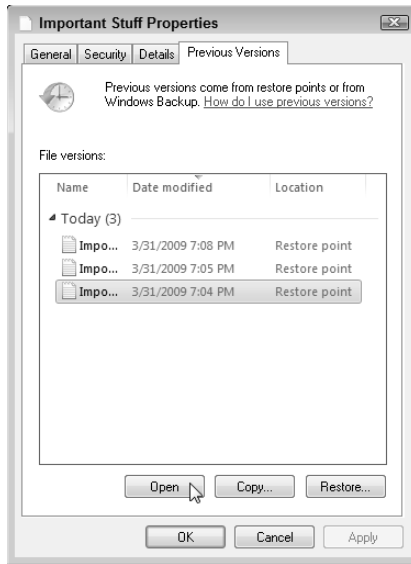 Important Stuff Properties
General Security Details Previous Versions
Previous versions come from restore points or from
Windows Backup. How do I use previous versions?
File versions:
Name Date modified Location
Today (3)
Impo... 3/31/2009 7:08 PM Restore point
Impo... 3/31/2009 7:05 PM Restore point
Impo... 3/31/2009 7:04 PM Restore point
Open Copy... Restore...
OK Cancel Apply